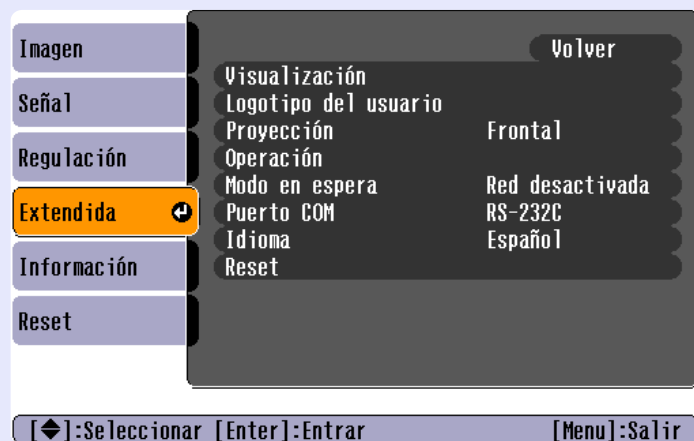 Imagen
Señal
Regulación
Extendida
Información
Reset
Volver
Visualización
Logotipo del usuario
Proyección Frontal
Operación
Modo en espera Red desactivada
Puerto COM RS-232C
Idioma Español
Reset
[◆]:Seleccionar [Enter]:Entrar [Menu]:Salir